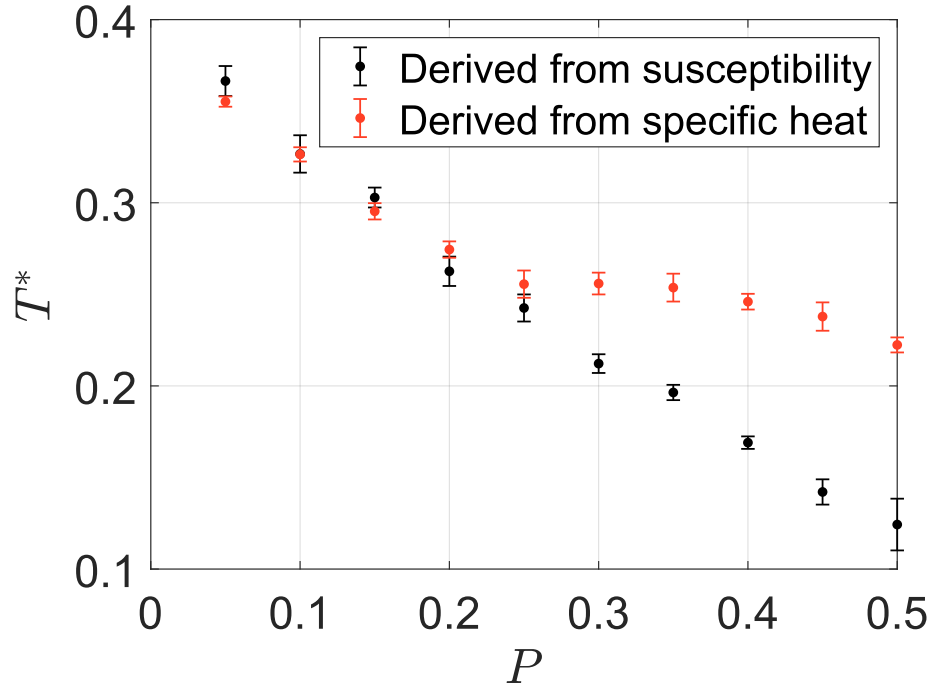 0.4
Derived from susceptibility
Derived from specific heat
0.3
T*
0.2
0.1
0 0.1 0.2 0.3 0.4 0.5
P